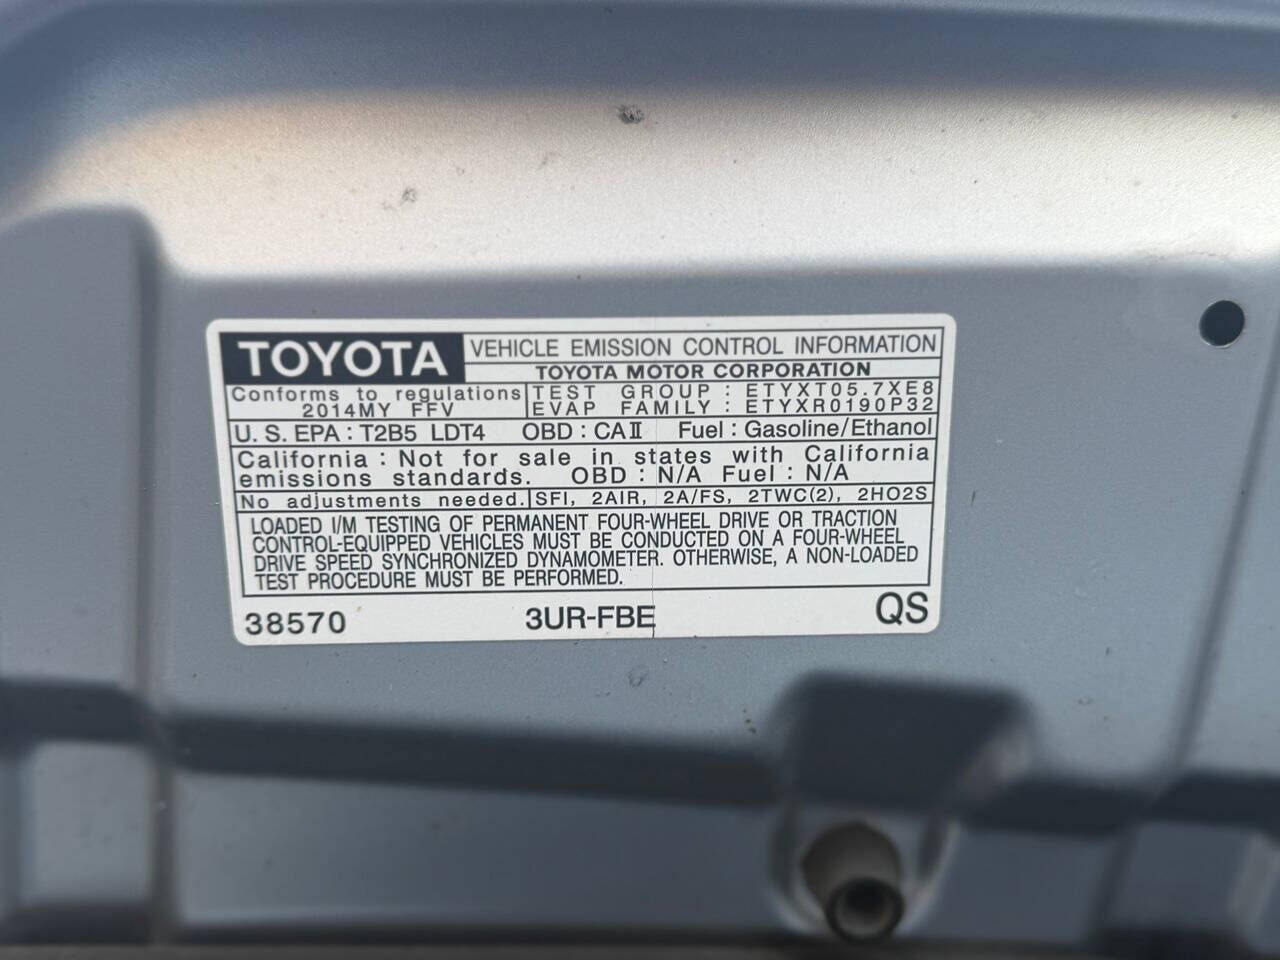 TOYOTA VEHICLE EMISSION CONTROL INFORMATION
TOYOTA MOTOR CORPORATION
Conforms to regulations TEST GROUP : ETYXT05.7XE8
2014MY FFV EVAP FAMILY : ETYXR0190P32
U. S. EPA : T2B5 LDT4 OBD : CAⅡ Fuel : Gasoline/Ethanol
California : Not for sale in states with California
emissions standards. OBD : N/A Fuel : N/A
No adjustments needed. SFI, 2AIR, 2A/FS, 2TWC(2), 2HO2S
LOADED I/M TESTING OF PERMANENT FOUR-WHEEL DRIVE OR TRACTION
CONTROL-EQUIPPED VEHICLES MUST BE CONDUCTED ON A FOUR-WHEEL
DRIVE SPEED SYNCHRONIZED DYNAMOMETER. OTHERWISE, A NON-LOADED
TEST PROCEDURE MUST BE PERFORMED.
38570 3UR-FBE QS